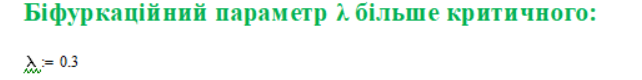 Біфуркаційний параметр λ більше критичного:
λ := 0.3